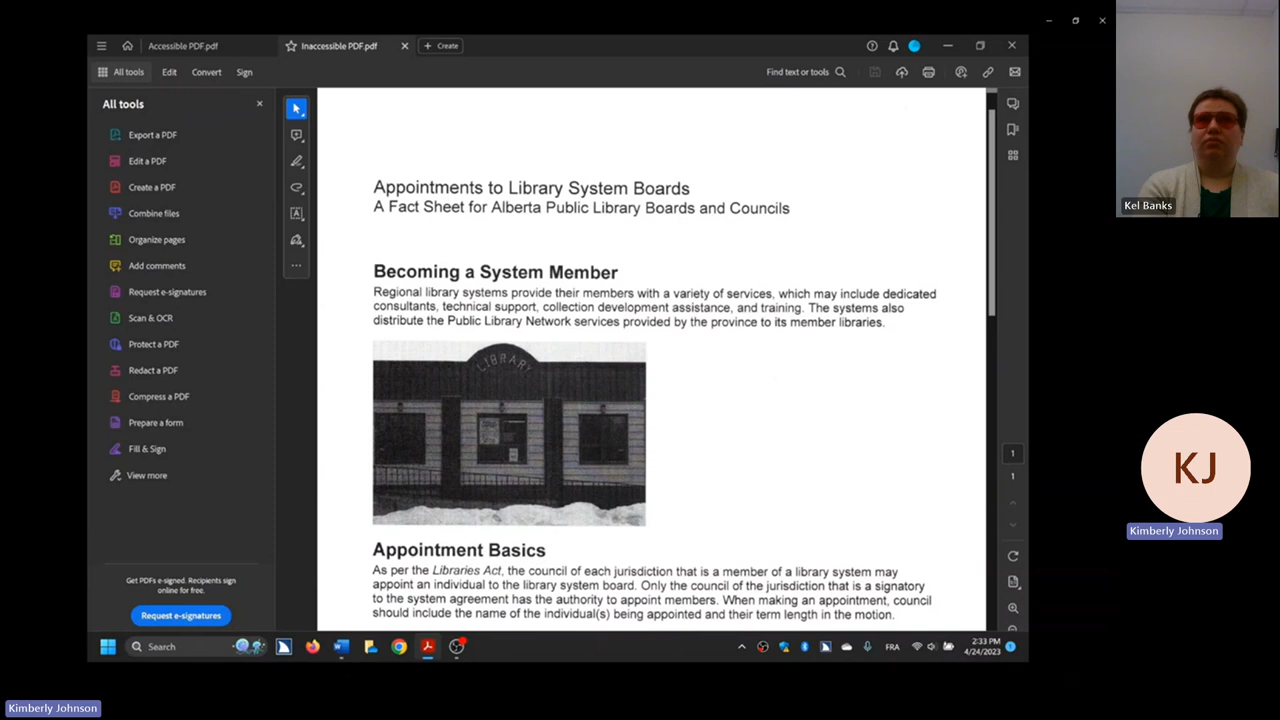 Accessible PDF.pdf
Inaccessible PDF.pdf
Create
All tools
Edit
Convert
Sign
Find text or tools
All tools
Export a PDF
Edit a PDF
Create a PDF
Combine files
Organize pages
Add comments
Request e-signatures
Scan & OCR
Protect a PDF
Redact a PDF
Compress a PDF
Prepare a form
Fill & Sign
View more
Get PDFs e-signed. Recipients sign
online for free.
Request e-signatures
Appointments to Library System Boards
A Fact Sheet for Alberta Public Library Boards and Councils
Becoming a System Member
Regional library systems provide their members with a variety of services, which may include dedicated
consultants, technical support, collection development assistance, and training. The systems also
distribute the Public Library Network services provided by the province to its member libraries.
LIBRARY
Appointment Basics
As per the Libraries Act, the council of each jurisdiction that is a member of a library system may
appoint an individual to the library system board. Only the council of the jurisdiction that is a signatory
to the system agreement has the authority to appoint members. When making an appointment, council
should include the name of the individual(s) being appointed and their term length in the motion.
1
1
Search
FRA
2:33 PM
4/24/2023
1
Kel Banks
KJ
Kimberly Johnson
Kimberly Johnson